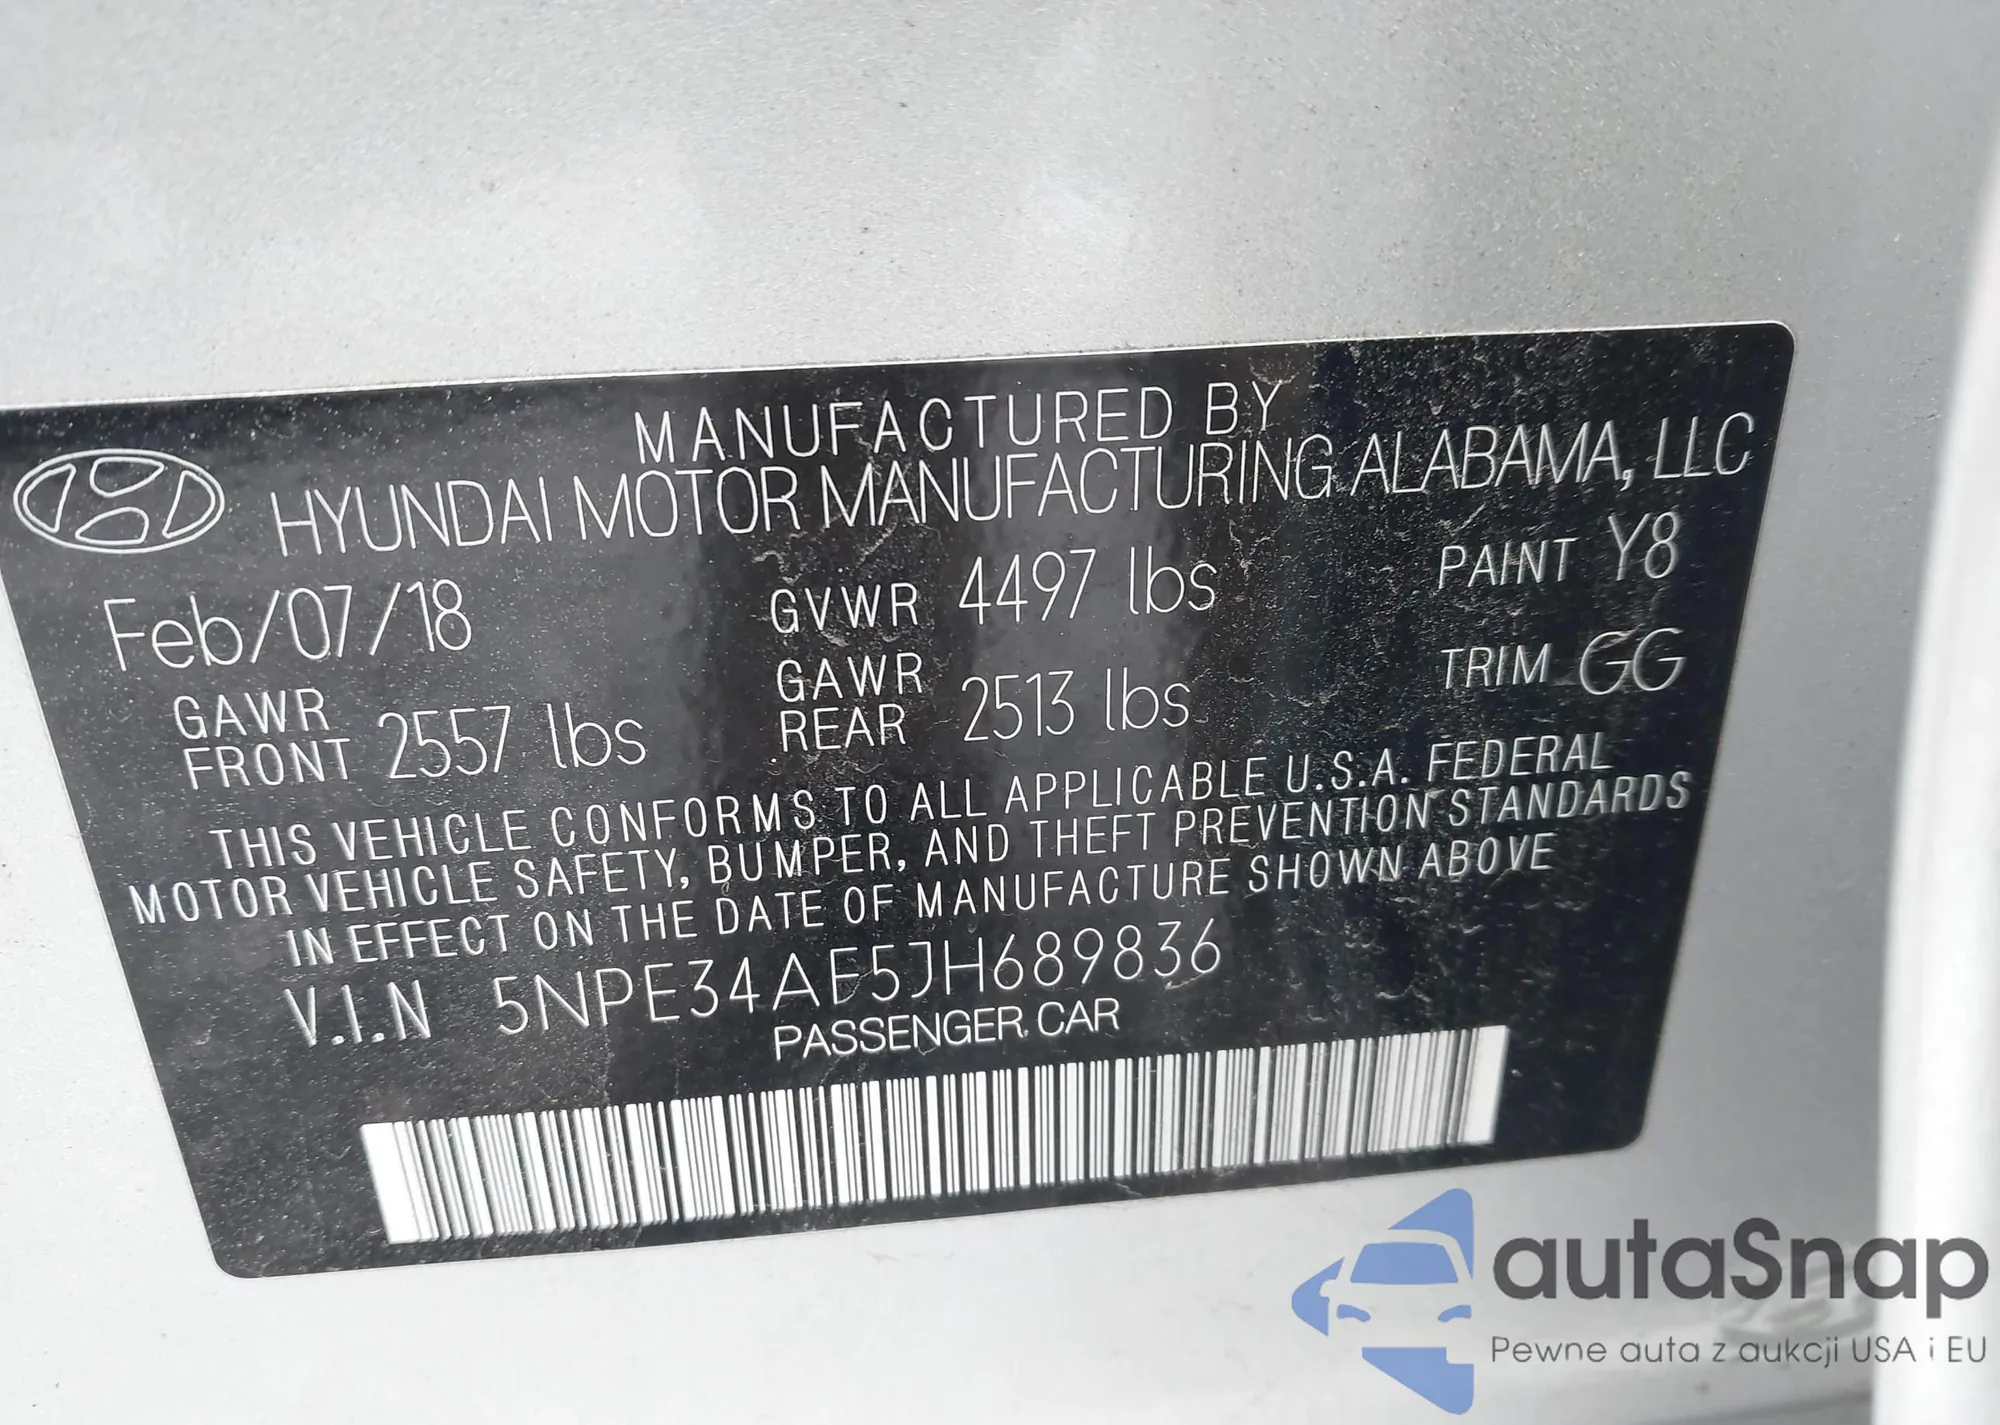 MANUFACTURED BY
HYUNDAI MOTOR MANUFACTURING ALABAMA, LLC
Feb/07/18 GVWR 4497 lbs PAINT Y8
GAWR FRONT 2557 lbs GAWR REAR 2513 lbs TRIM GG
THIS VEHICLE CONFORMS TO ALL APPLICABLE U.S.A. FEDERAL
MOTOR VEHICLE SAFETY, BUMPER, AND THEFT PREVENTION STANDARDS
IN EFFECT ON THE DATE OF MANUFACTURE SHOWN ABOVE
V.I.N 5NPE34AF5JH689836
PASSENGER CAR
autaSnap
Pewne auta z aukcji USA i EU